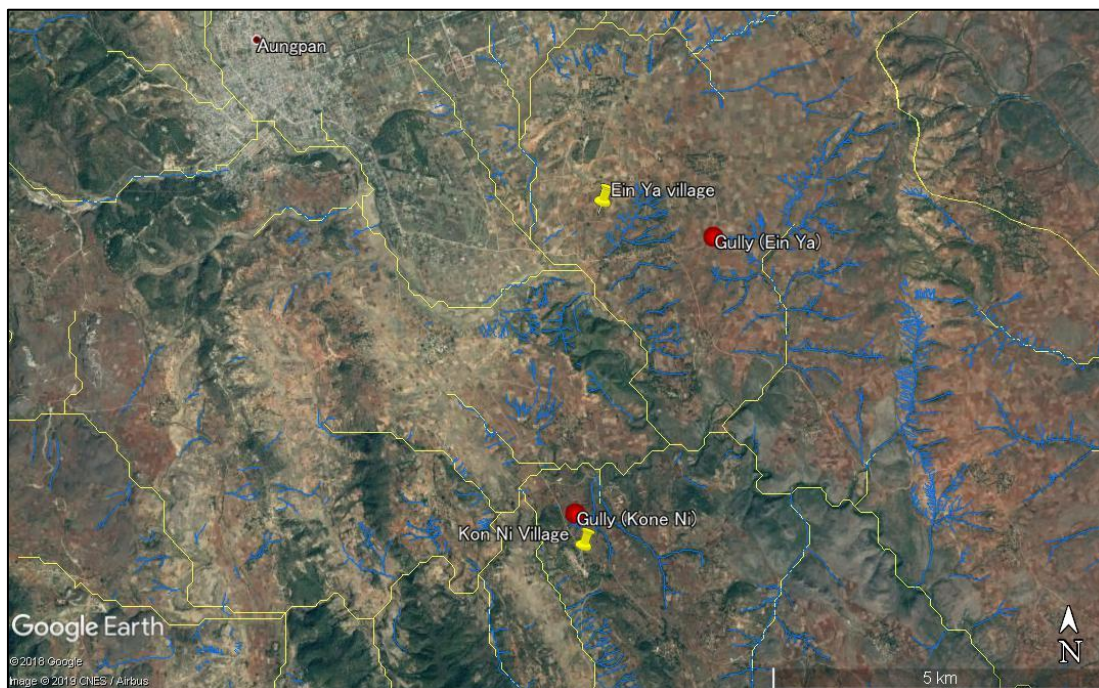 Aungpan
Ein Ya village
Gully (Ein Ya)
Gully (Kone Ni)
Kon Ni Village
Google Earth
© 2018 Google
Image © 2019 CNES / Airbus
N
5 km